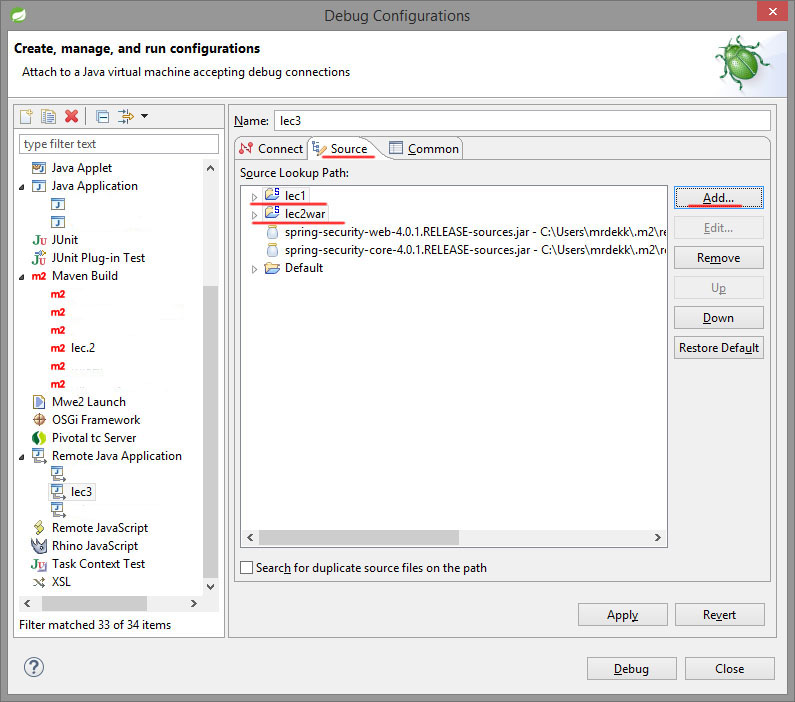 Debug Configurations
Create, manage, and run configurations
Attach to a Java virtual machine accepting debug connections
type filter text
Java Applet
Java Application
JUnit
JUnit Plug-in Test
Maven Build
lec.2
Mwe2 Launch
OSGi Framework
Pivotal tc Server
Remote Java Application
lec3
Remote JavaScript
Rhino JavaScript
Task Context Test
XSL
Filter matched 33 of 34 items
Name: lec3
Connect Source Common
Source Lookup Path:
lec1
lec2war
spring-security-web-4.0.1.RELEASE-sources.jar - C:\Users\mrdekk\.m2\re
spring-security-core-4.0.1.RELEASE-sources.jar - C:\Users\mrdekk\.m2\re
Default
Add...
Edit...
Remove
Up
Down
Restore Default
Search for duplicate source files on the path
Apply Revert
Debug Close